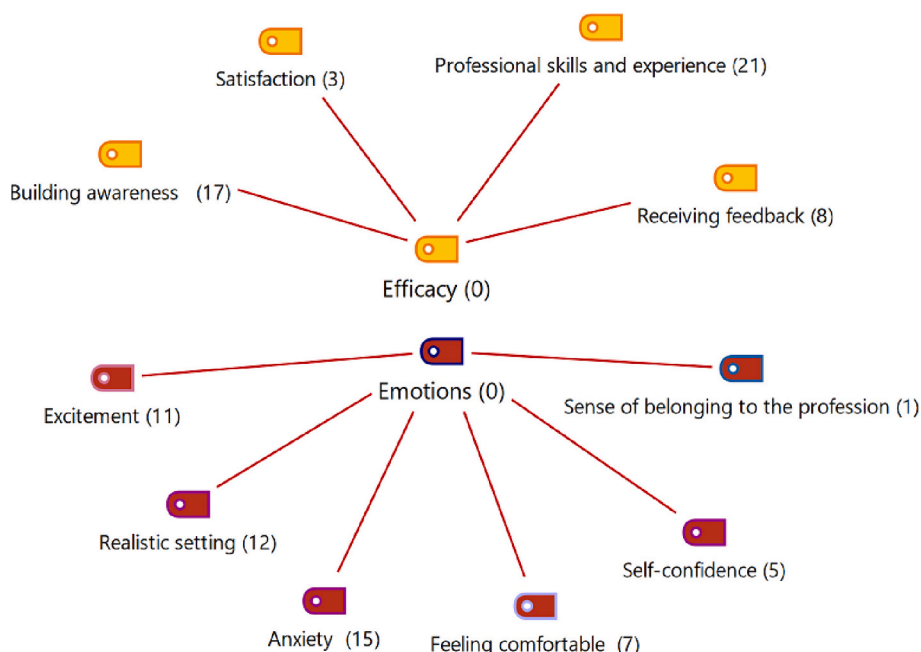 Satisfaction (3)
Professional skills and experience (21)
Building awareness (17)
Receiving feedback (8)
Efficacy (0)
Emotions (0)
Excitement (11)
Sense of belonging to the profession (1)
Realistic setting (12)
Self-confidence (5)
Anxiety (15)
Feeling comfortable (7)